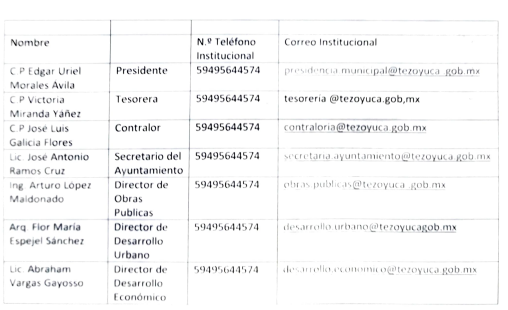 Nombre N.º Teléfono Correo Institucional
Institucional
C P Edgar Uriel Presidente 59495644574 presidencia.municipal@tezoyuca.gob.mx
Morales Avila
C P Victoria Tesorera 59495644574 tesoreria @tezoyuca.gob,mx
Miranda Yáñez
C.P José Luis Contralor 59495644574 contraloria@tezoyuca.gob.mx
Galicia Flores
Lic. José Antonio Secretario del 59495644574 secretaria.ayuntamiento@tezoyuca.gob.mx
Ramos Cruz Ayuntamiento
Ing. Arturo López Director de 59495644574 obras.publicas@tezoyuca .gob.mx
Maldonado Obras
Publicas
Arq. Flor María Director de 59495644574 desarrollo.urbano@tezoyucagob.mx
Espejel Sánchez Desarrollo
Urbano
Lic. Abraham Director de 59495644574 desarrollo.economico@tezoyuca.gob.mx
Vargas Gayosso Desarrollo
Económico